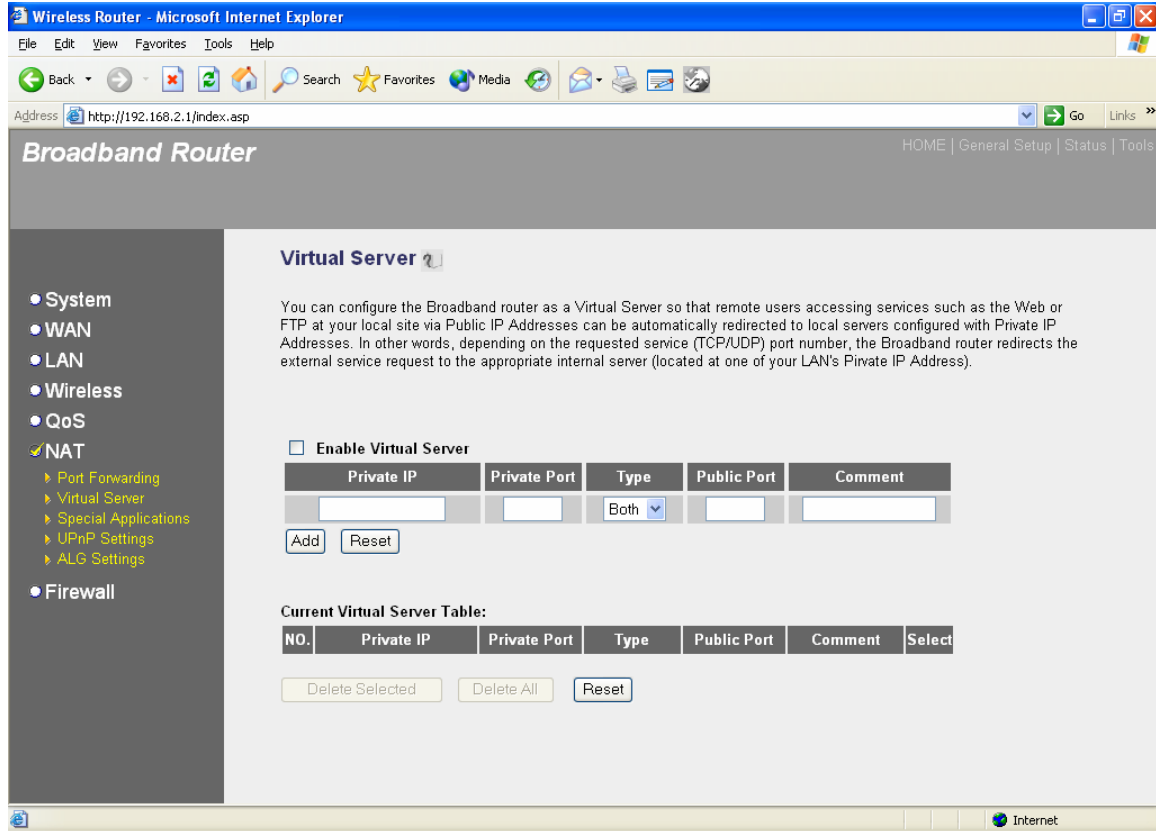 Wireless Router - Microsoft Internet Explorer
File Edit View Favorites Tools Help
Back Search Favorites Media
Address http://192.168.2.1/index.asp Go Links »
Broadband Router
HOME | General Setup | Status | Tools
System
WAN
LAN
Wireless
QoS
NAT
Port Forwarding
Virtual Server
Special Applications
UPnP Settings
ALG Settings
Firewall
Virtual Server
You can configure the Broadband router as a Virtual Server so that remote users accessing services such as the Web or
FTP at your local site via Public IP Addresses can be automatically redirected to local servers configured with Private IP
Addresses. In other words, depending on the requested service (TCP/UDP) port number, the Broadband router redirects the
external service request to the appropriate internal server (located at one of your LAN's Pirvate IP Address).
Enable Virtual Server
Private IP Private Port Type Public Port Comment
Both
Add Reset
Current Virtual Server Table:
NO. Private IP Private Port Type Public Port Comment Select
Delete Selected Delete All Reset
Internet